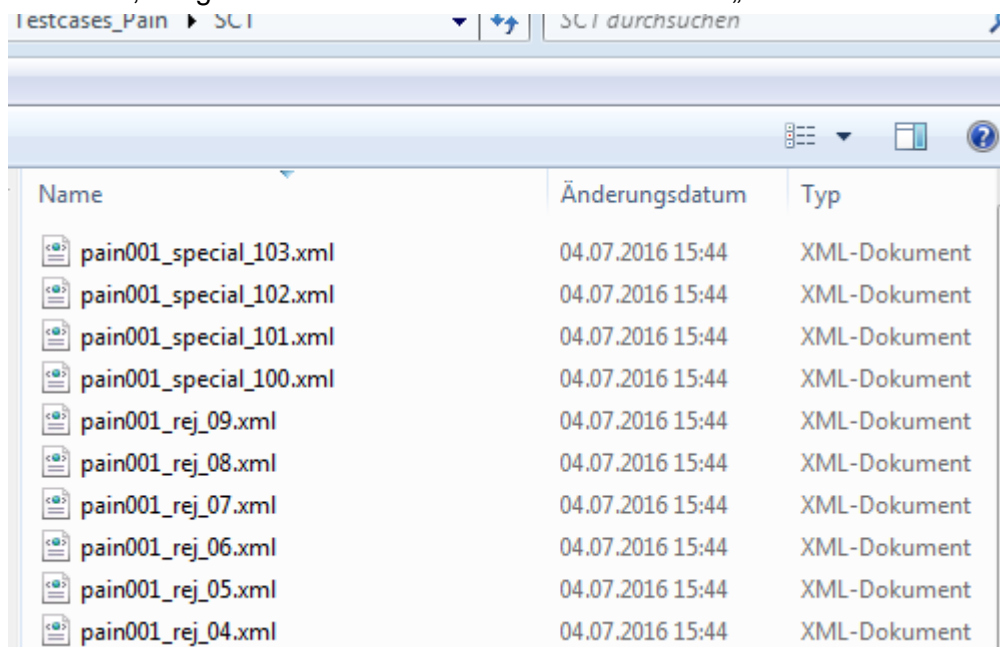 Testcases_Pain SCT SCT durchsuchen
Name Änderungsdatum Typ
pain001_special_103.xml 04.07.2016 15:44 XML-Dokument
pain001_special_102.xml 04.07.2016 15:44 XML-Dokument
pain001_special_101.xml 04.07.2016 15:44 XML-Dokument
pain001_special_100.xml 04.07.2016 15:44 XML-Dokument
pain001_rej_09.xml 04.07.2016 15:44 XML-Dokument
pain001_rej_08.xml 04.07.2016 15:44 XML-Dokument
pain001_rej_07.xml 04.07.2016 15:44 XML-Dokument
pain001_rej_06.xml 04.07.2016 15:44 XML-Dokument
pain001_rej_05.xml 04.07.2016 15:44 XML-Dokument
pain001_rej_04.xml 04.07.2016 15:44 XML-Dokument